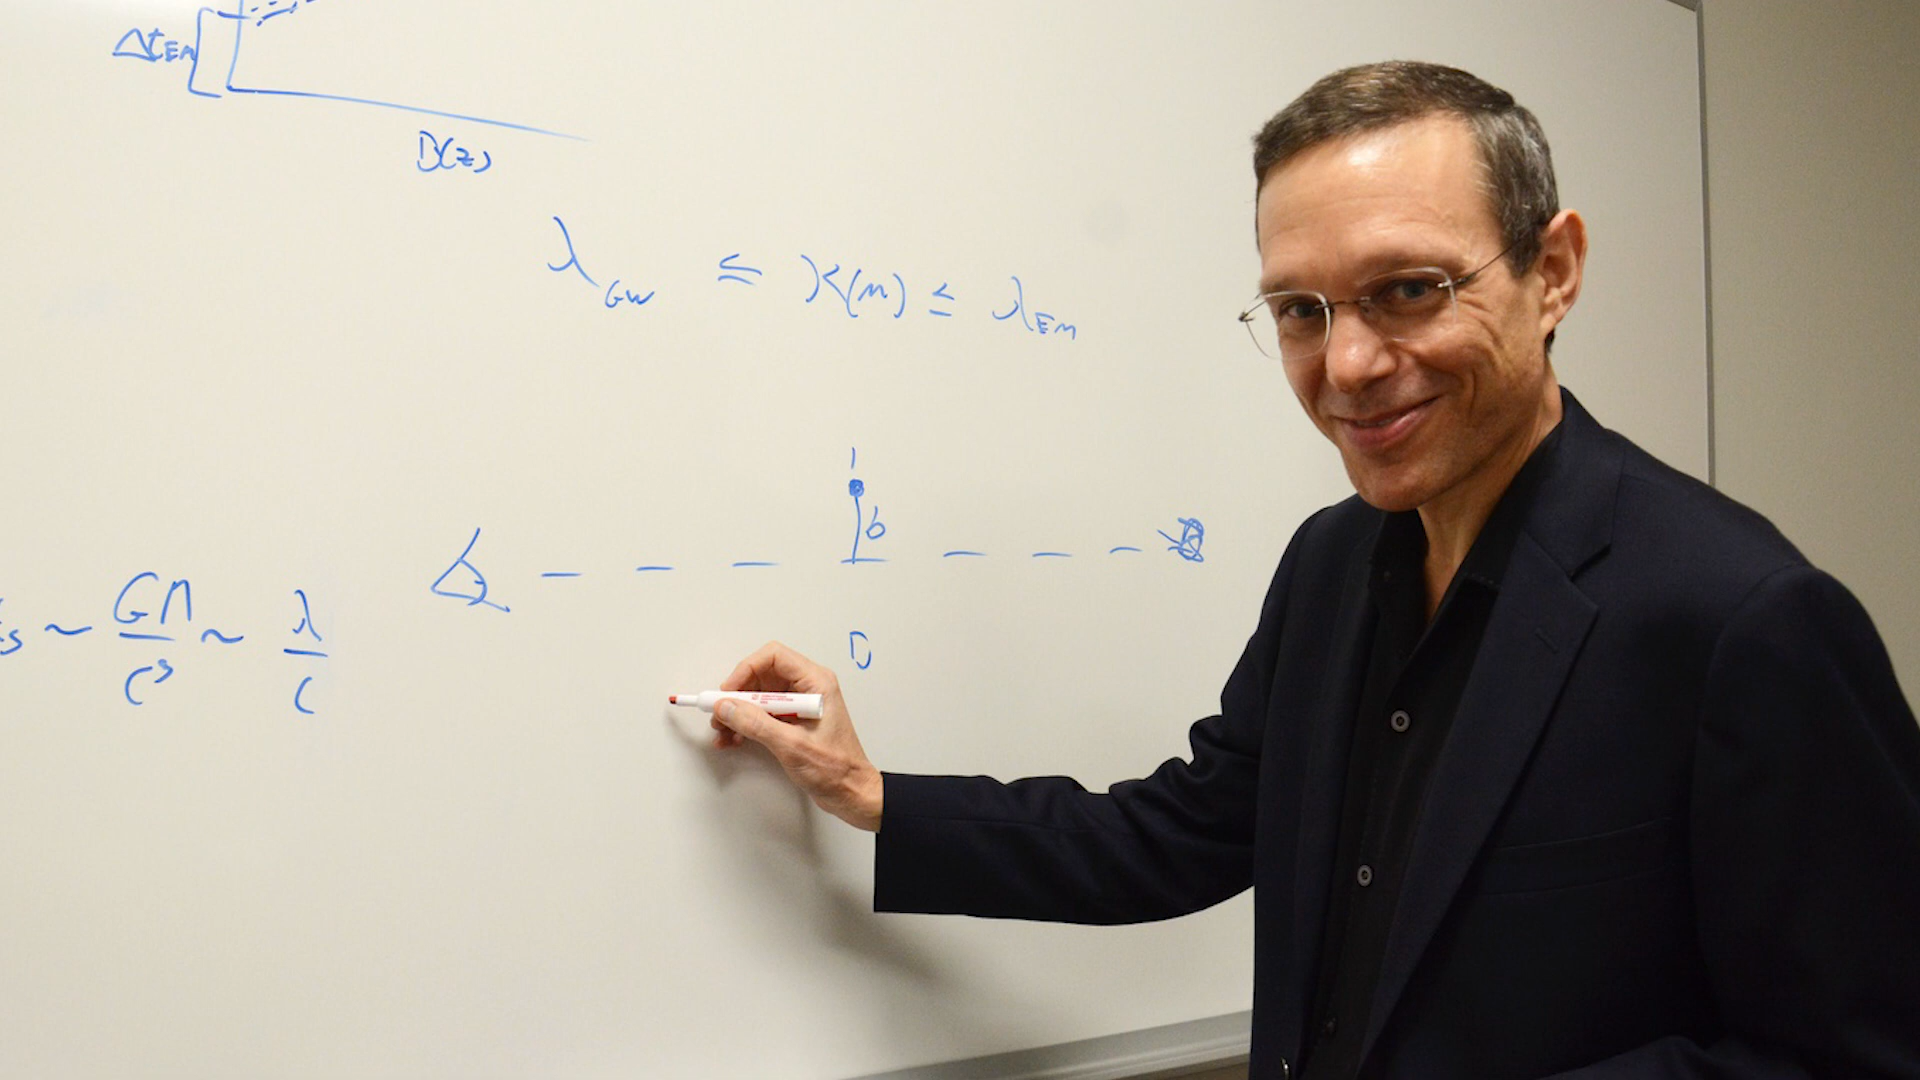 Δt_EM
D(z)
λ_GW ≤ K(m) ≤ λ_EM
b
~ GM/c³ ~ λ/c
D